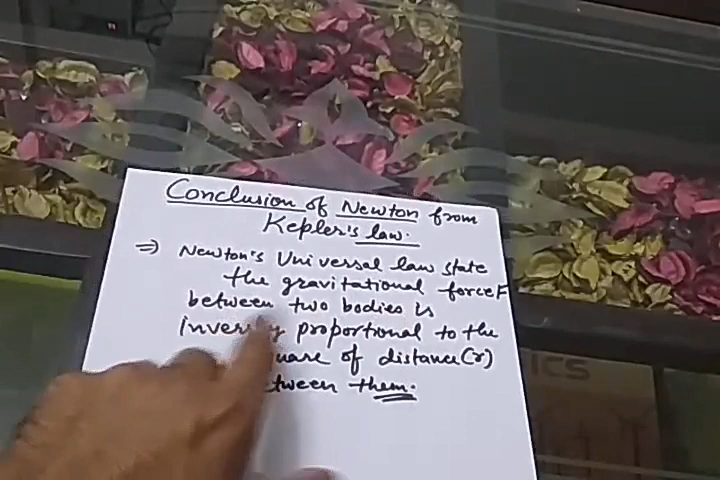 Conclusion of Newton from
Kepler's law.
⇒ Newton's Universal law state
the gravitational force F
between two bodies is
proportional to the
of distance (r)
them.
ICS